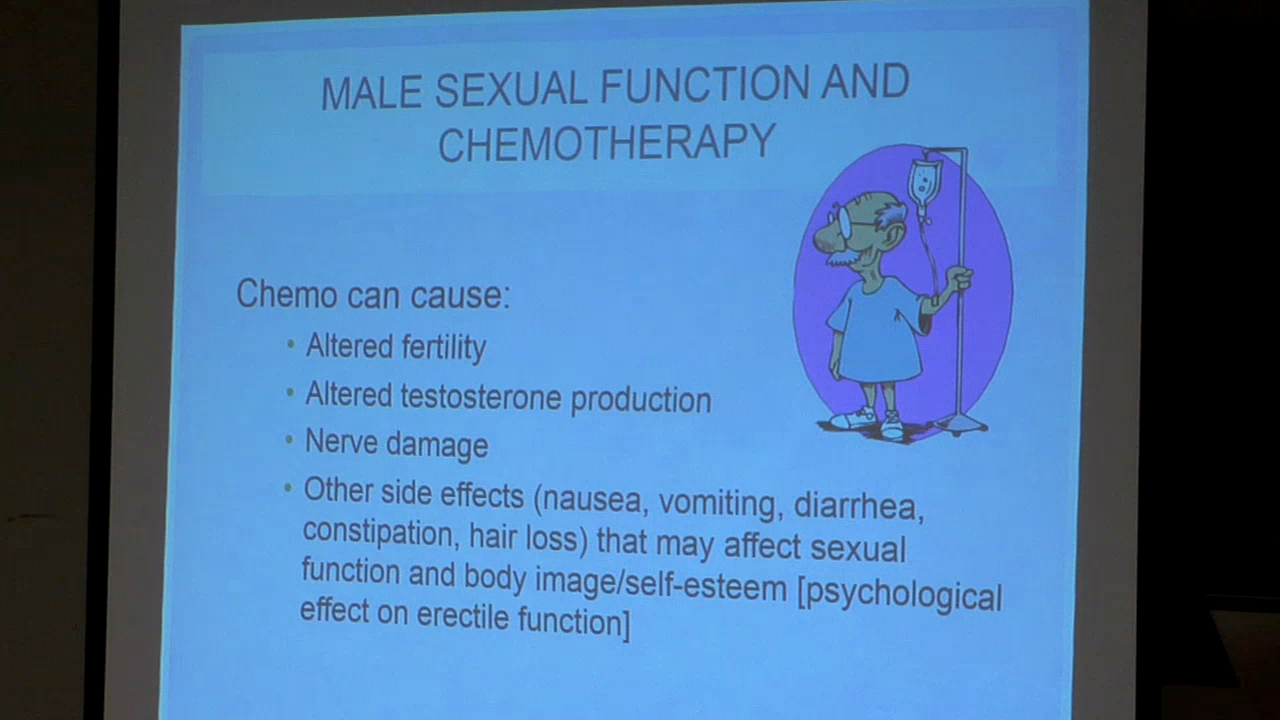 MALE SEXUAL FUNCTION AND
CHEMOTHERAPY
Chemo can cause:
• Altered fertility
• Altered testosterone production
• Nerve damage
• Other side effects (nausea, vomiting, diarrhea,
constipation, hair loss) that may affect sexual
function and body image/self-esteem [psychological
effect on erectile function]